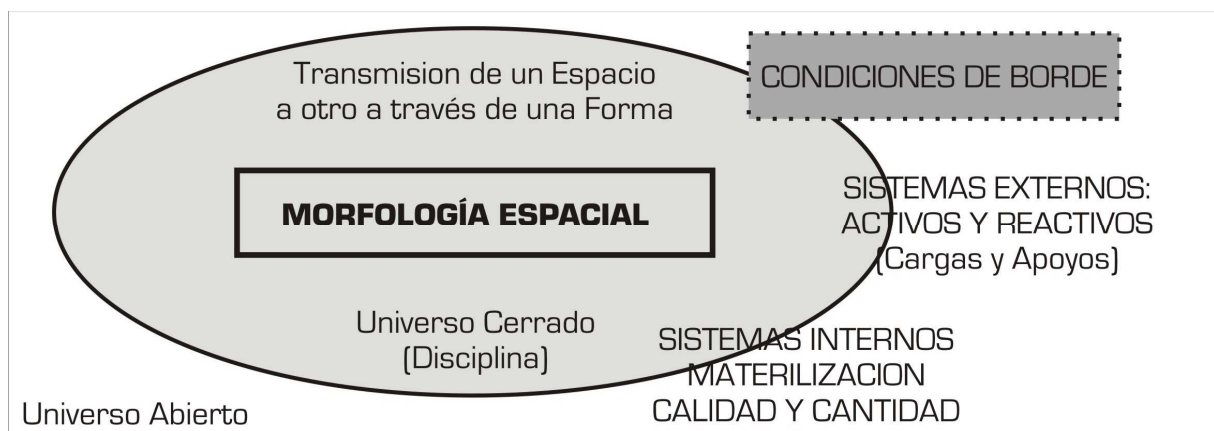 Transmision de un Espacio
a otro a través de una Forma
CONDICIONES DE BORDE
MORFOLOGÍA ESPACIAL
SISTEMAS EXTERNOS:
ACTIVOS Y REACTIVOS
(Cargas y Apoyos)
Universo Cerrado
(Disciplina)
SISTEMAS INTERNOS
MATERILIZACION
CALIDAD Y CANTIDAD
Universo Abierto